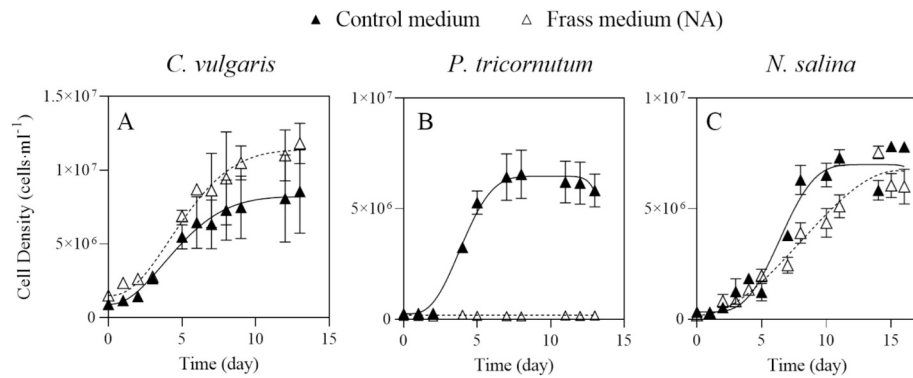 ▲ Control medium △ Frass medium (NA)
C. vulgaris P. tricornutum N. salina
Cell Density (cells·ml⁻¹)
A
1.5×10⁷
1×10⁷
5×10⁶
0
0 5 10 15
Time (day)
B
1×10⁷
5×10⁶
0
0 5 10 15
Time (day)
C
1×10⁷
5×10⁶
0
0 5 10 15
Time (day)